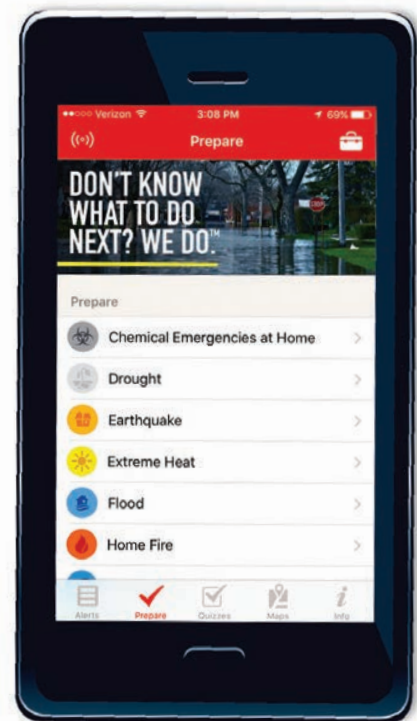 ●●○○○ Verizon 3:08 PM 69%
Prepare
DON'T KNOW
WHAT TO DO
NEXT? WE DO.™
STOP
Prepare
Chemical Emergencies at Home
Drought
Earthquake
Extreme Heat
Flood
Home Fire
Alerts Prepare Quizzes Maps Info